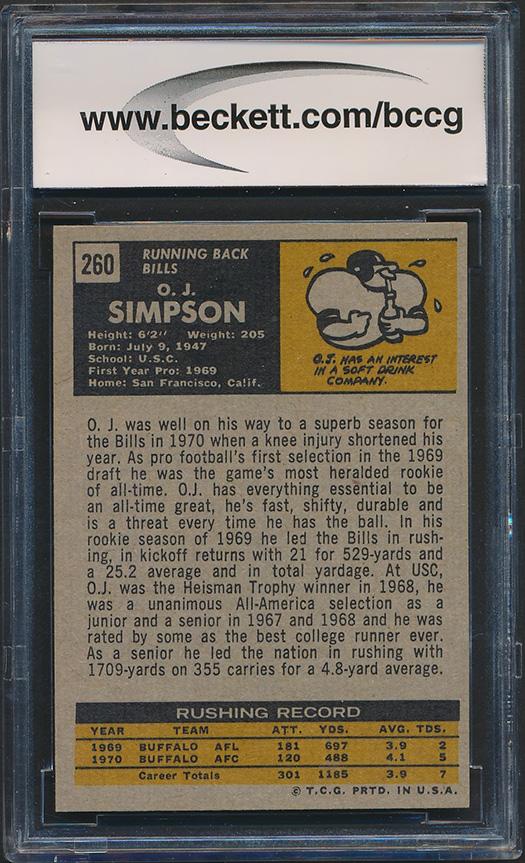 www.beckett.com/bccg
260
RUNNING BACK
BILLS
O. J.
SIMPSON
Height: 6'2" Weight: 205
Born: July 9, 1947
School: U.S.C.
First Year Pro: 1969
Home: San Francisco, Calif.
O.J. HAS AN INTEREST
IN A SOFT DRINK
COMPANY.
O. J. was well on his way to a superb season for
the Bills in 1970 when a knee injury shortened his
year. As pro football's first selection in the 1969
draft he was the game's most heralded rookie
of all-time. O.J. has everything essential to be
an all-time great, he's fast, shifty, durable and
is a threat every time he has the ball. In his
rookie season of 1969 he led the Bills in rush-
ing, in kickoff returns with 21 for 529-yards and
a 25.2 average and in total yardage. At USC,
O.J. was the Heisman Trophy winner in 1968, he
was a unanimous All-America selection as a
junior and a senior in 1967 and 1968 and he was
rated by some as the best college runner ever.
As a senior he led the nation in rushing with
1709-yards on 355 carries for a 4.8-yard average.
RUSHING RECORD
YEAR TEAM ATT. YDS. AVG. TDS.
1969 BUFFALO AFL 181 697 3.9 2
1970 BUFFALO AFC 120 488 4.1 5
Career Totals 301 1185 3.9 7
© T.C.G. PRTD. IN U.S.A.